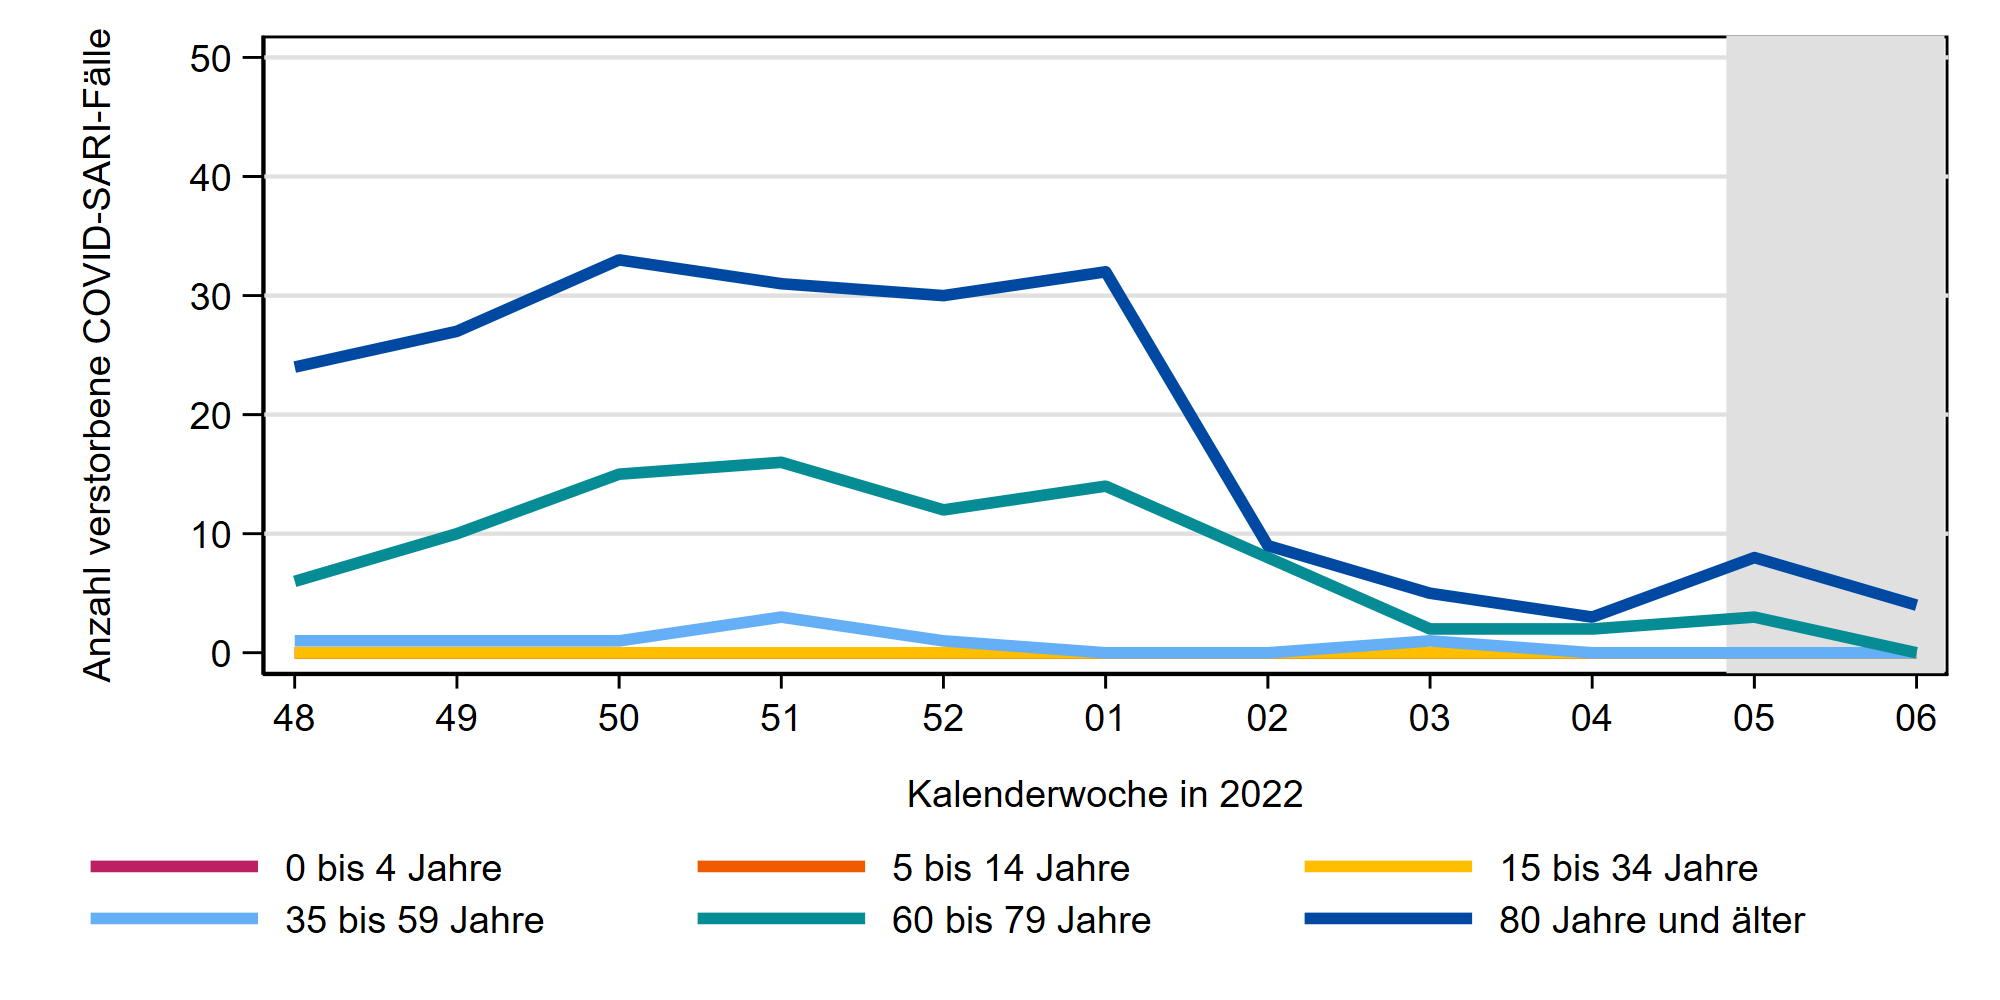 Anzahl verstorbene COVID-SARI-Fälle
50
40
30
20
10
0
48 49 50 51 52 01 02 03 04 05 06
Kalenderwoche in 2022
0 bis 4 Jahre 5 bis 14 Jahre 15 bis 34 Jahre
35 bis 59 Jahre 60 bis 79 Jahre 80 Jahre und älter